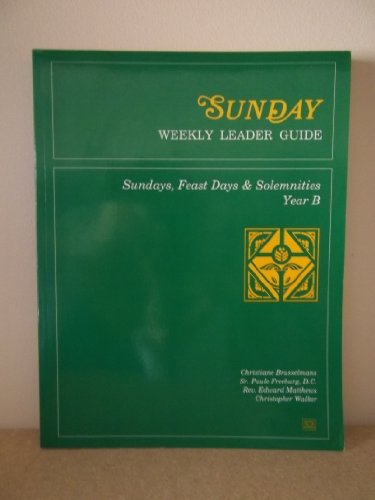 SUNDAY
WEEKLY LEADER GUIDE
Sundays, Feast Days & Solemnities
Year B
Christiane Brusselmans
Sr. Paule Freeburg, D.C.
Rev. Edward Matthews
Christopher Walker